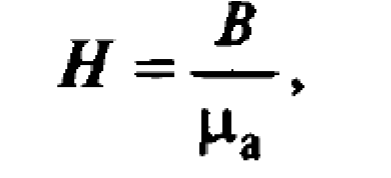 H = B / μₐ,